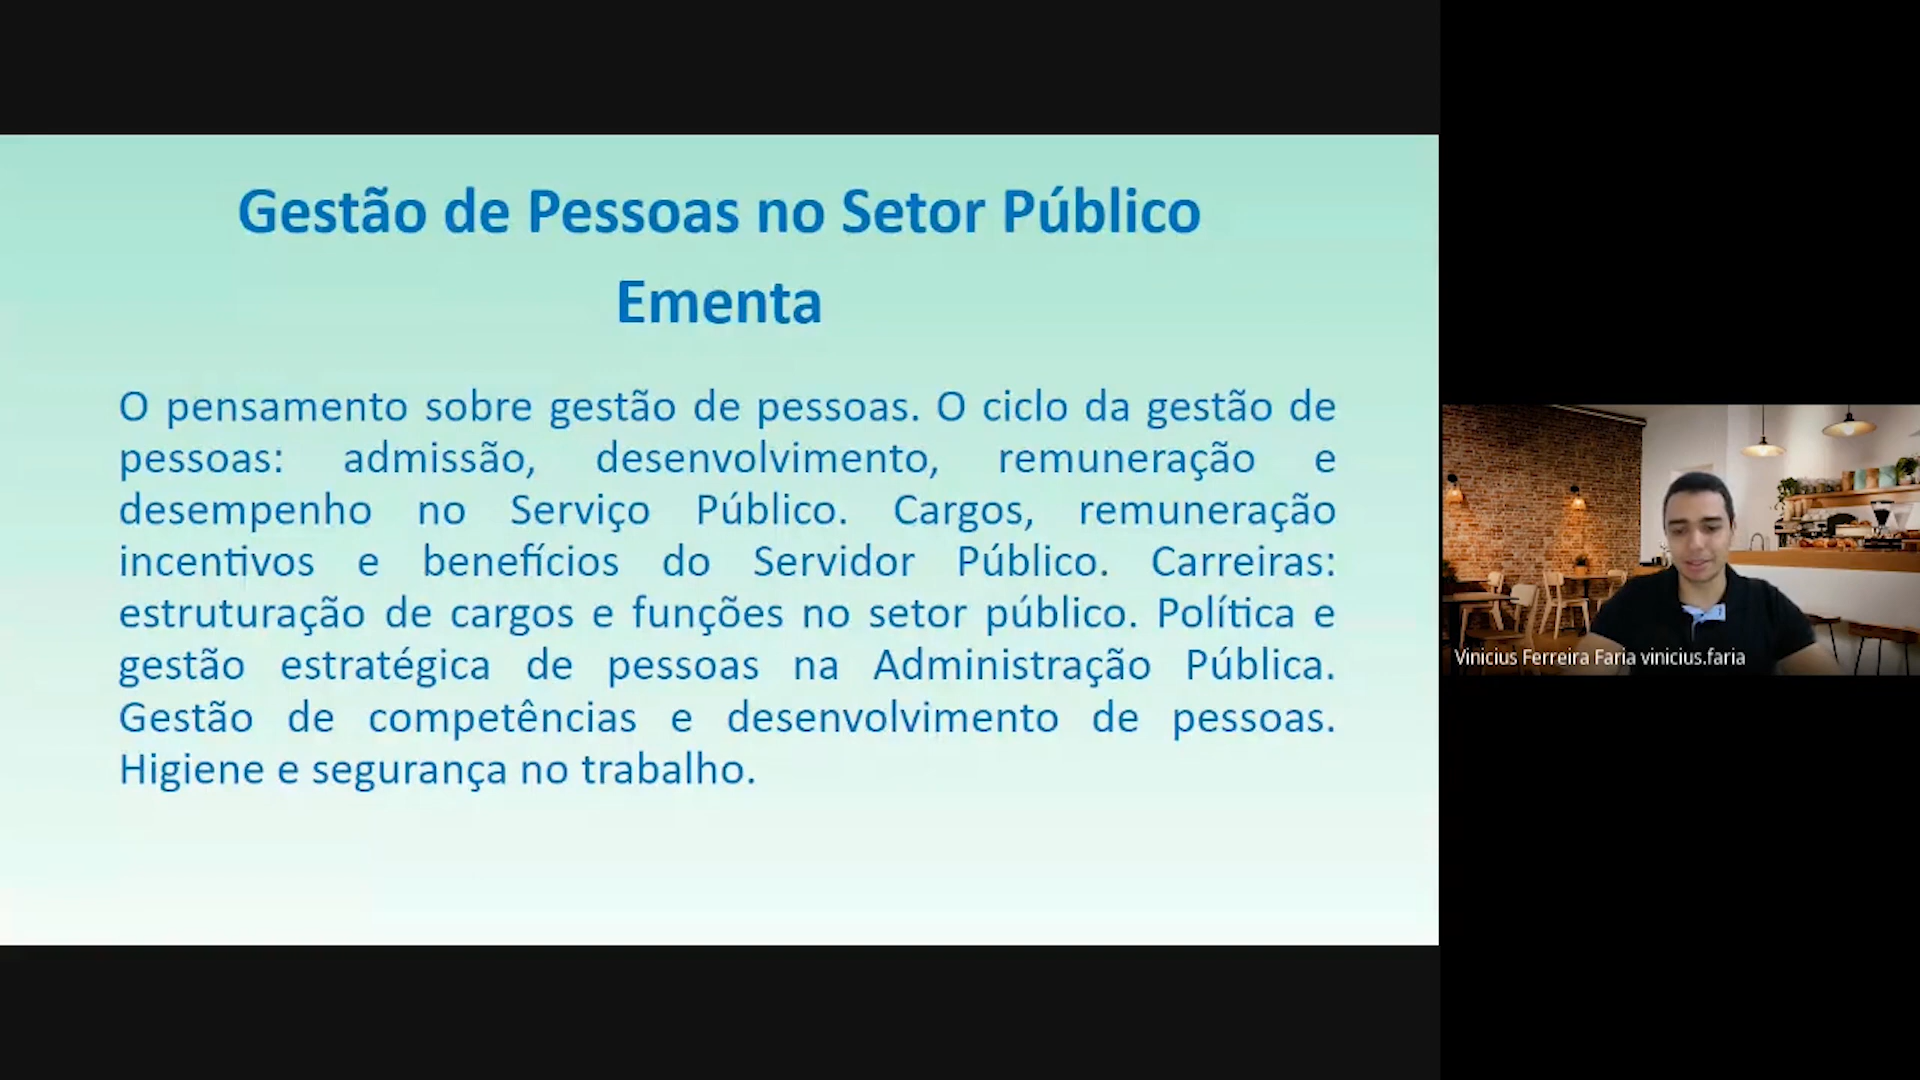 Gestão de Pessoas no Setor Público
Ementa
O pensamento sobre gestão de pessoas. O ciclo da gestão de
pessoas: admissão, desenvolvimento, remuneração e
desempenho no Serviço Público. Cargos, remuneração
incentivos e benefícios do Servidor Público. Carreiras:
estruturação de cargos e funções no setor público. Política e
gestão estratégica de pessoas na Administração Pública.
Gestão de competências e desenvolvimento de pessoas.
Higiene e segurança no trabalho.
Vinicius Ferreira Faria vinicius.faria